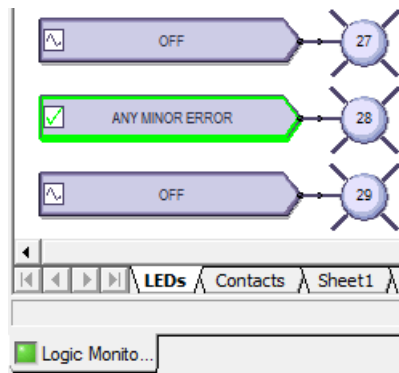 OFF 27
ANY MINOR ERROR 28
OFF 29
LEDs Contacts Sheet1
Logic Monito...